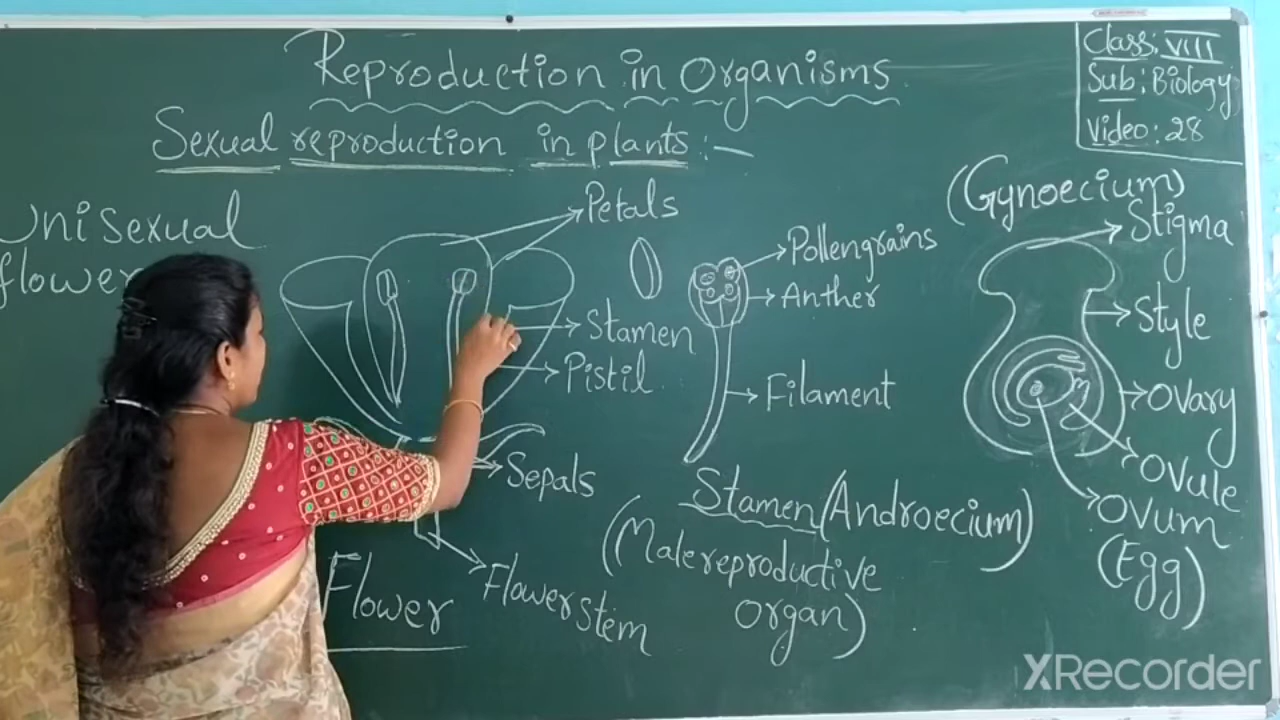 Reproduction in Organisms
Class: VIII
Sub: Biology
Video: 28
Sexual reproduction in plants:-
Unisexual
flower
Petals
Stamen
Pistil
Sepals
Flower stem
Flower
Pollengrains
Anther
Filament
Stamen (Androecium)
(Male reproductive
organ)
(Gynoecium)
Stigma
Style
Ovary
Ovule
Ovum
(Egg)
XRecorder